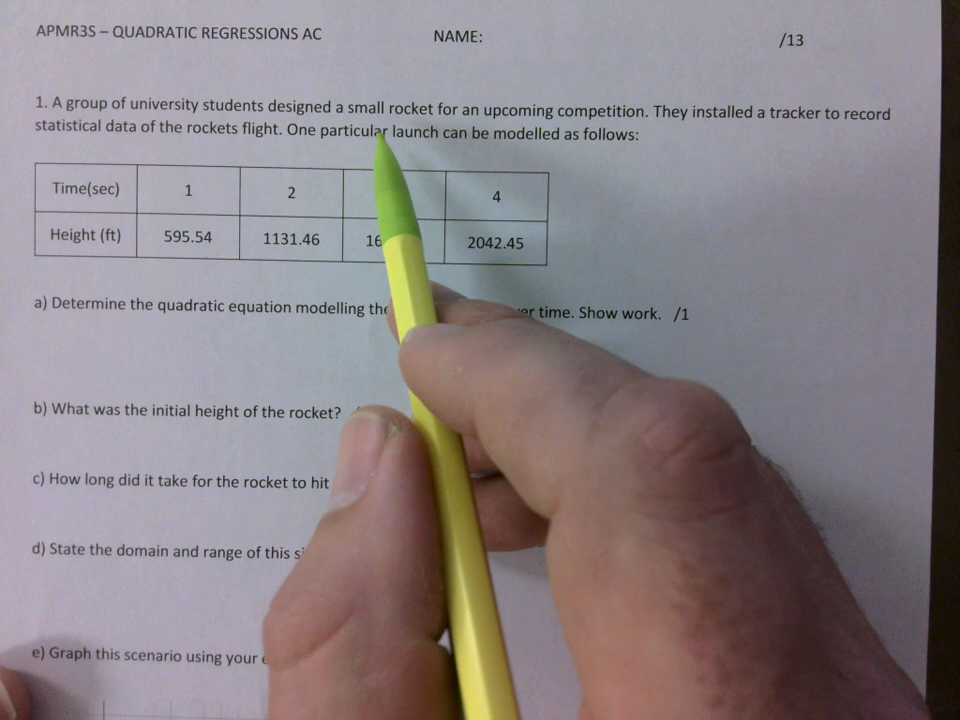 APMR3S – QUADRATIC REGRESSIONS AC NAME: /13
1. A group of university students designed a small rocket for an upcoming competition. They installed a tracker to record
statistical data of the rockets flight. One particular launch can be modelled as follows:
Time(sec) 1 2 4
Height (ft) 595.54 1131.46 16 2042.45
a) Determine the quadratic equation modelling the time. Show work. /1
b) What was the initial height of the rocket?
c) How long did it take for the rocket to hit
d) State the domain and range of this
e) Graph this scenario using your